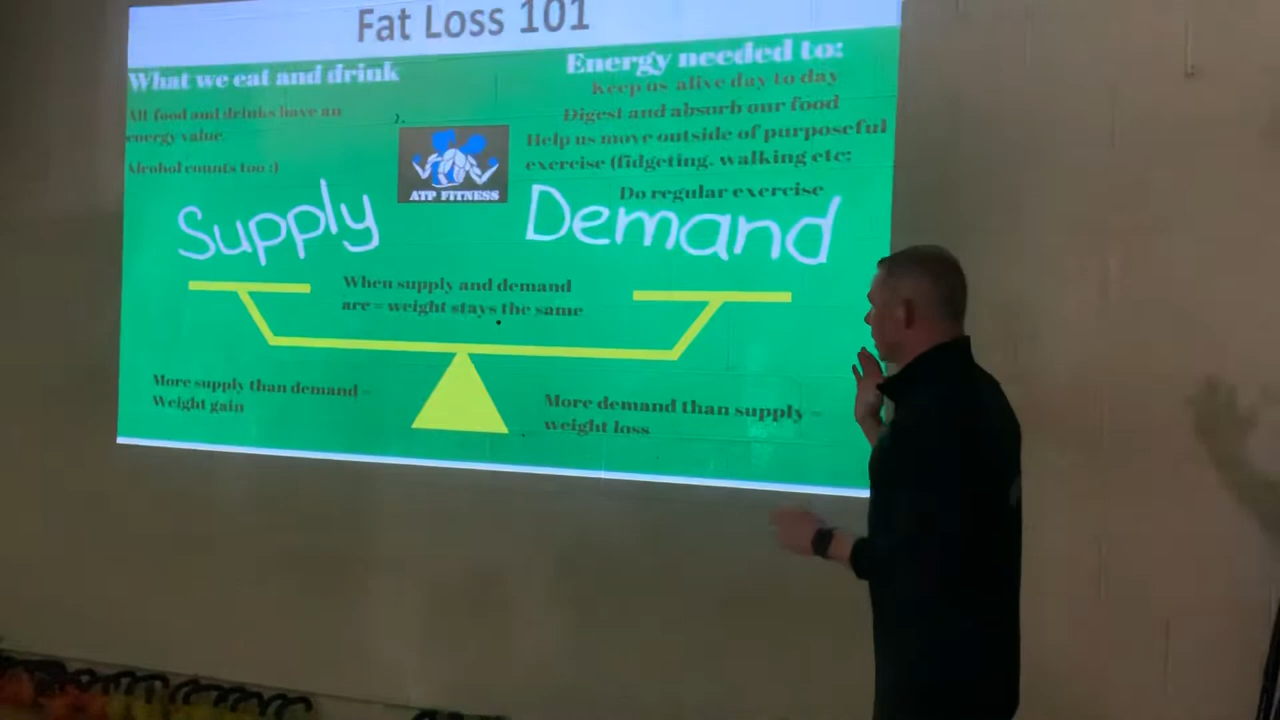 Fat Loss 101
What we eat and drink
All food and drinks have an
energy value.
Alcohol counts too :)
).
ATP FITNESS
Energy needed to:
Keep us alive day to day
Digest and absorb our food
Help us move outside of purposeful
exercise (fidgeting. walking etc;
Do regular exercise
Supply
Demand
When supply and demand
are = weight stays the same
More supply than demand =
Weight gain
More demand than supply =
weight loss